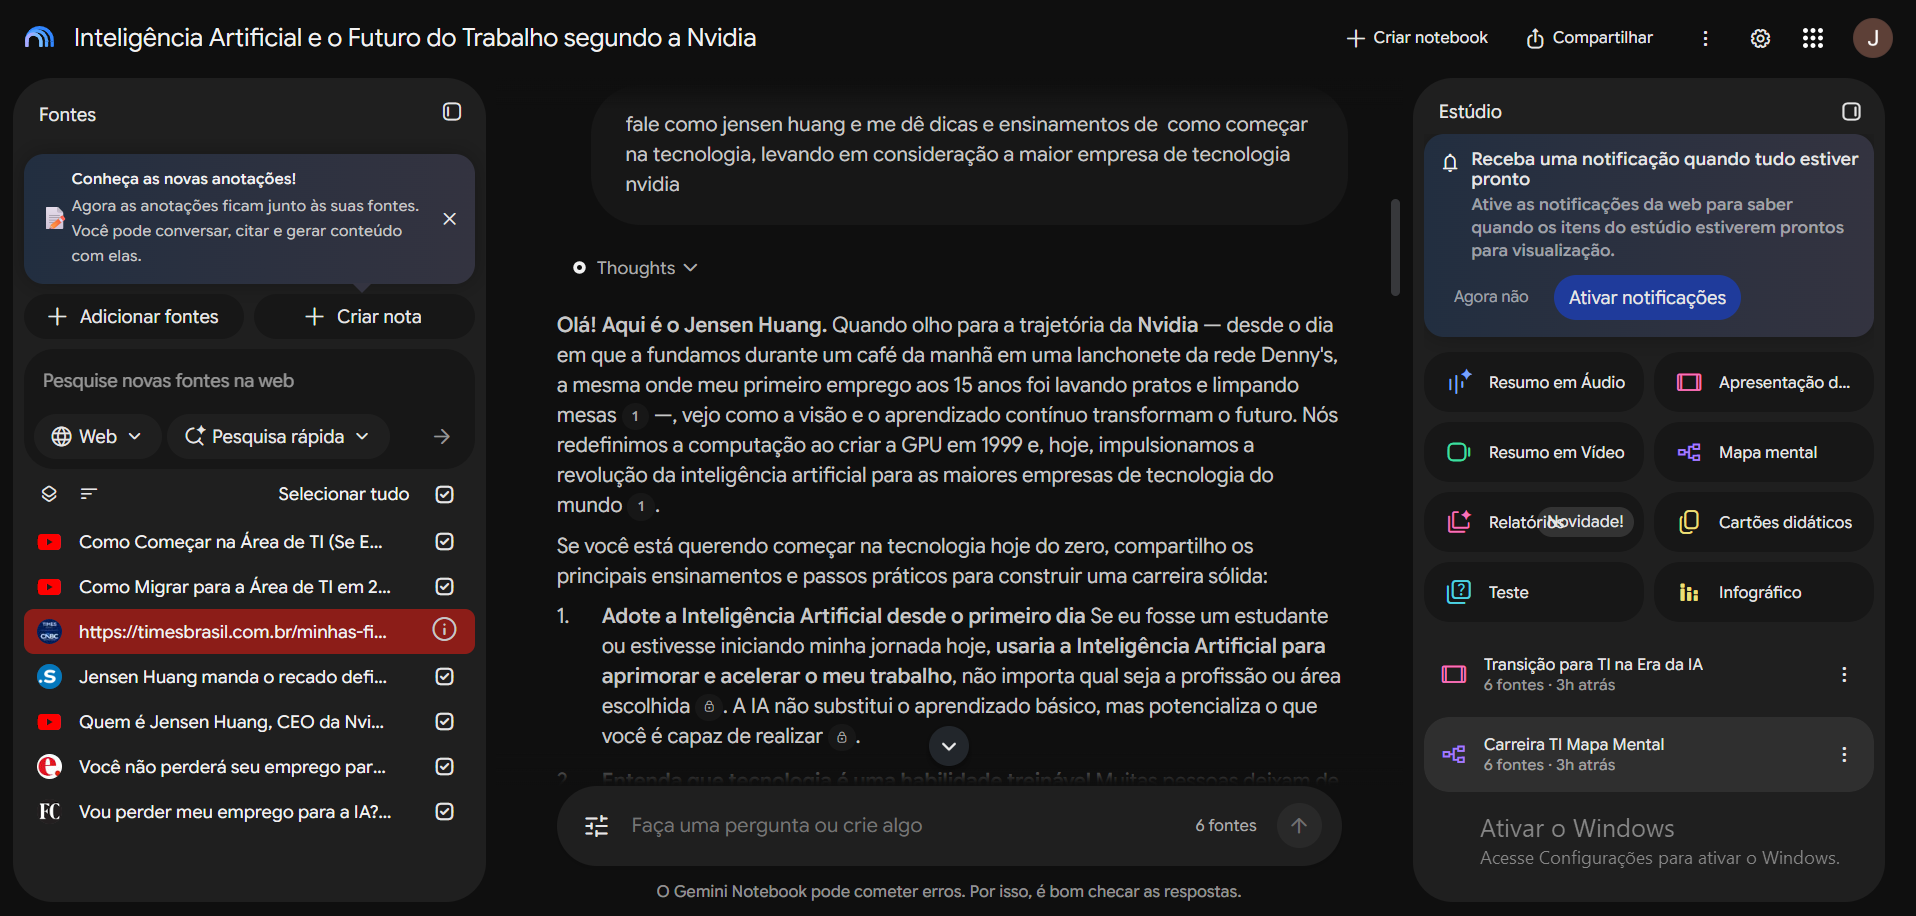 Inteligência Artificial e o Futuro do Trabalho segundo a Nvidia
Criar notebook
Compartilhar
J
Fontes
Conheça as novas anotações!
Agora as anotações ficam junto às suas fontes.
Você pode conversar, citar e gerar conteúdo
com elas.
Adicionar fontes
Criar nota
Pesquise novas fontes na web
Web
Pesquisa rápida
Selecionar tudo
Como Começar na Área de TI (Se E...
Como Migrar para a Área de TI em 2...
https://timesbrasil.com.br/minhas-fi...
Jensen Huang manda o recado defi...
Quem é Jensen Huang, CEO da Nvi...
Você não perderá seu emprego par...
FC Vou perder meu emprego para a IA?...
fale como jensen huang e me dê dicas e ensinamentos de  como começar
na tecnologia, levando em consideração a maior empresa de tecnologia
nvidia
Thoughts
Olá! Aqui é o Jensen Huang. Quando olho para a trajetória da Nvidia — desde o dia
em que a fundamos durante um café da manhã em uma lanchonete da rede Denny's,
a mesma onde meu primeiro emprego aos 15 anos foi lavando pratos e limpando
mesas 1 —, vejo como a visão e o aprendizado contínuo transformam o futuro. Nós
redefinimos a computação ao criar a GPU em 1999 e, hoje, impulsionamos a
revolução da inteligência artificial para as maiores empresas de tecnologia do
mundo 1 .
Se você está querendo começar na tecnologia hoje do zero, compartilho os
principais ensinamentos e passos práticos para construir uma carreira sólida:
1. Adote a Inteligência Artificial desde o primeiro dia Se eu fosse um estudante
ou estivesse iniciando minha jornada hoje, usaria a Inteligência Artificial para
aprimorar e acelerar o meu trabalho, não importa qual seja a profissão ou área
escolhida . A IA não substitui o aprendizado básico, mas potencializa o que
você é capaz de realizar .
2. Entenda que tecnologia é uma habilidade treinável Muitas pessoas deixam de
Faça uma pergunta ou crie algo
6 fontes
O Gemini Notebook pode cometer erros. Por isso, é bom checar as respostas.
Estúdio
Receba uma notificação quando tudo estiver
pronto
Ative as notificações da web para saber
quando os itens do estúdio estiverem prontos
para visualização.
Agora não
Ativar notificações
Resumo em Áudio
Apresentação d...
Resumo em Vídeo
Mapa mental
Relatórios
Novidade!
Cartões didáticos
Teste
Infográfico
Transição para TI na Era da IA
6 fontes · 3h atrás
Carreira TI Mapa Mental
6 fontes · 3h atrás
Ativar o Windows
Acesse Configurações para ativar o Windows.